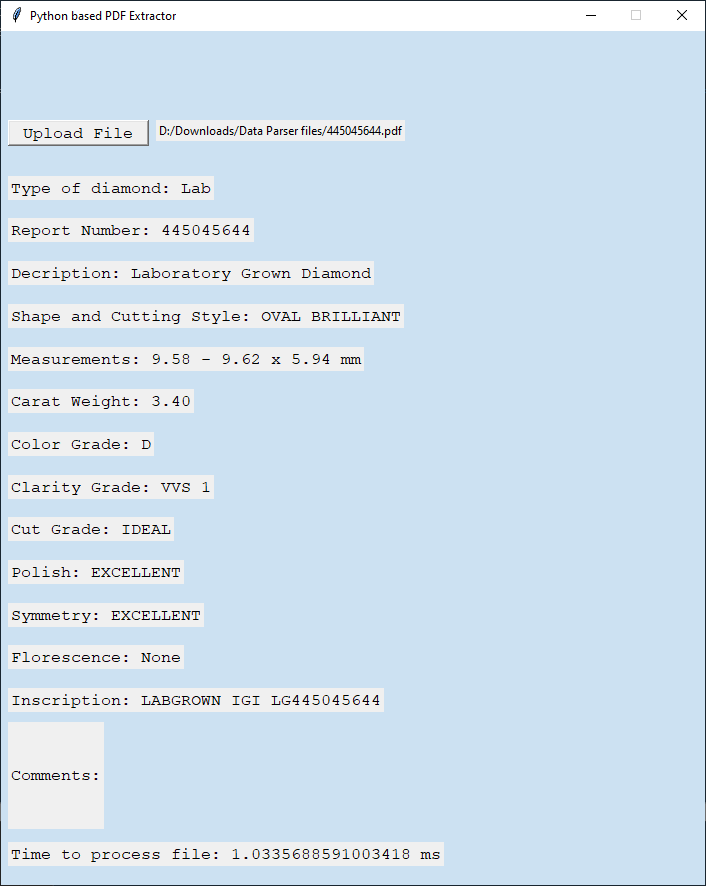 Python based PDF Extractor
Upload File D:/Downloads/Data Parser files/445045644.pdf
Type of diamond: Lab
Report Number: 445045644
Decription: Laboratory Grown Diamond
Shape and Cutting Style: OVAL BRILLIANT
Measurements: 9.58 - 9.62 x 5.94 mm
Carat Weight: 3.40
Color Grade: D
Clarity Grade: VVS 1
Cut Grade: IDEAL
Polish: EXCELLENT
Symmetry: EXCELLENT
Florescence: None
Inscription: LABGROWN IGI LG445045644
Comments:
Time to process file: 1.0335688591003418 ms